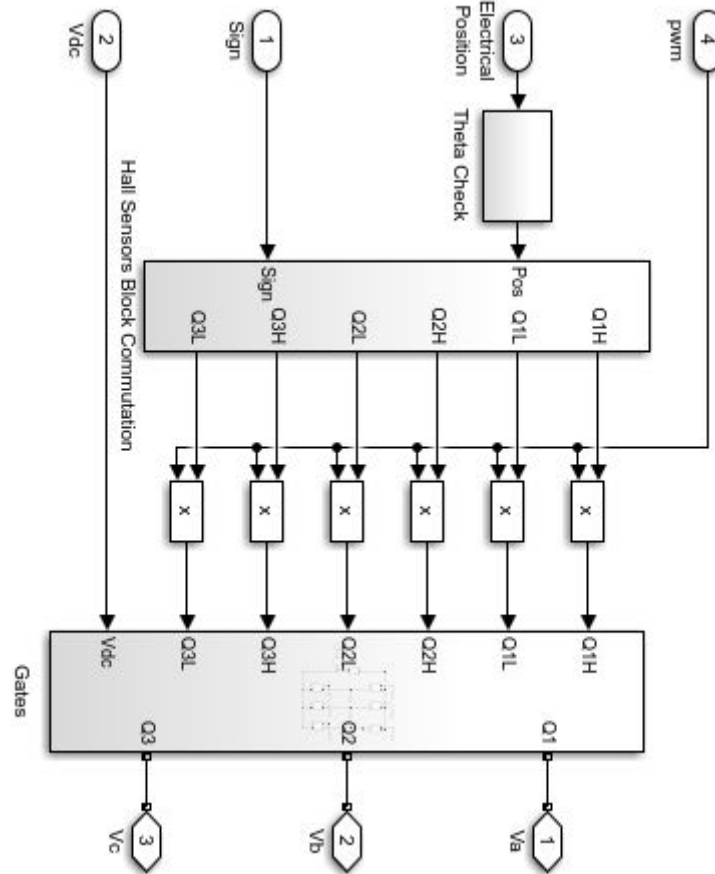 4
pwm
3
Electrical
Position
Theta Check
1
Sign
2
Vdc
Pos
Sign
Q1H
Q1L
Q2H
Q2L
Q3H
Q3L
Hall Sensors Block Commutation
x
x
x
x
x
x
Q1H
Q1L
Q2H
Q2L
Q3H
Q3L
Vdc
Q1
Q2
Q3
Gates
1
Va
2
Vb
3
Vc